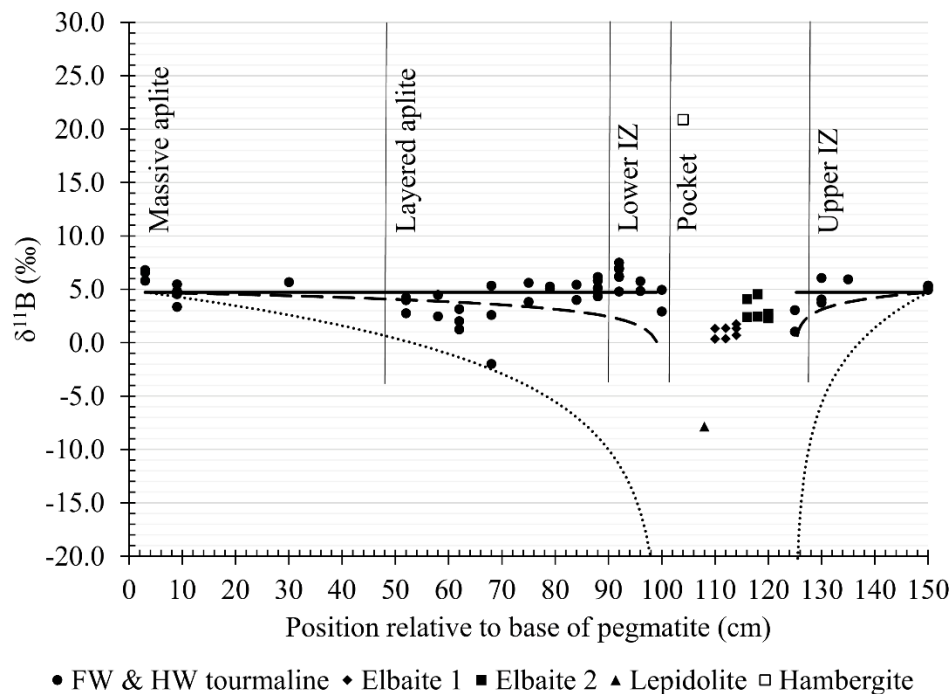 δ¹¹B (‰)
30.0
25.0
20.0
15.0
10.0
5.0
0.0
-5.0
-10.0
-15.0
-20.0
Massive aplite
Layered aplite
Lower IZ
Pocket
Upper IZ
0 10 20 30 40 50 60 70 80 90 100 110 120 130 140 150
Position relative to base of pegmatite (cm)
FW & HW tourmaline Elbaite 1 Elbaite 2 Lepidolite Hambergite